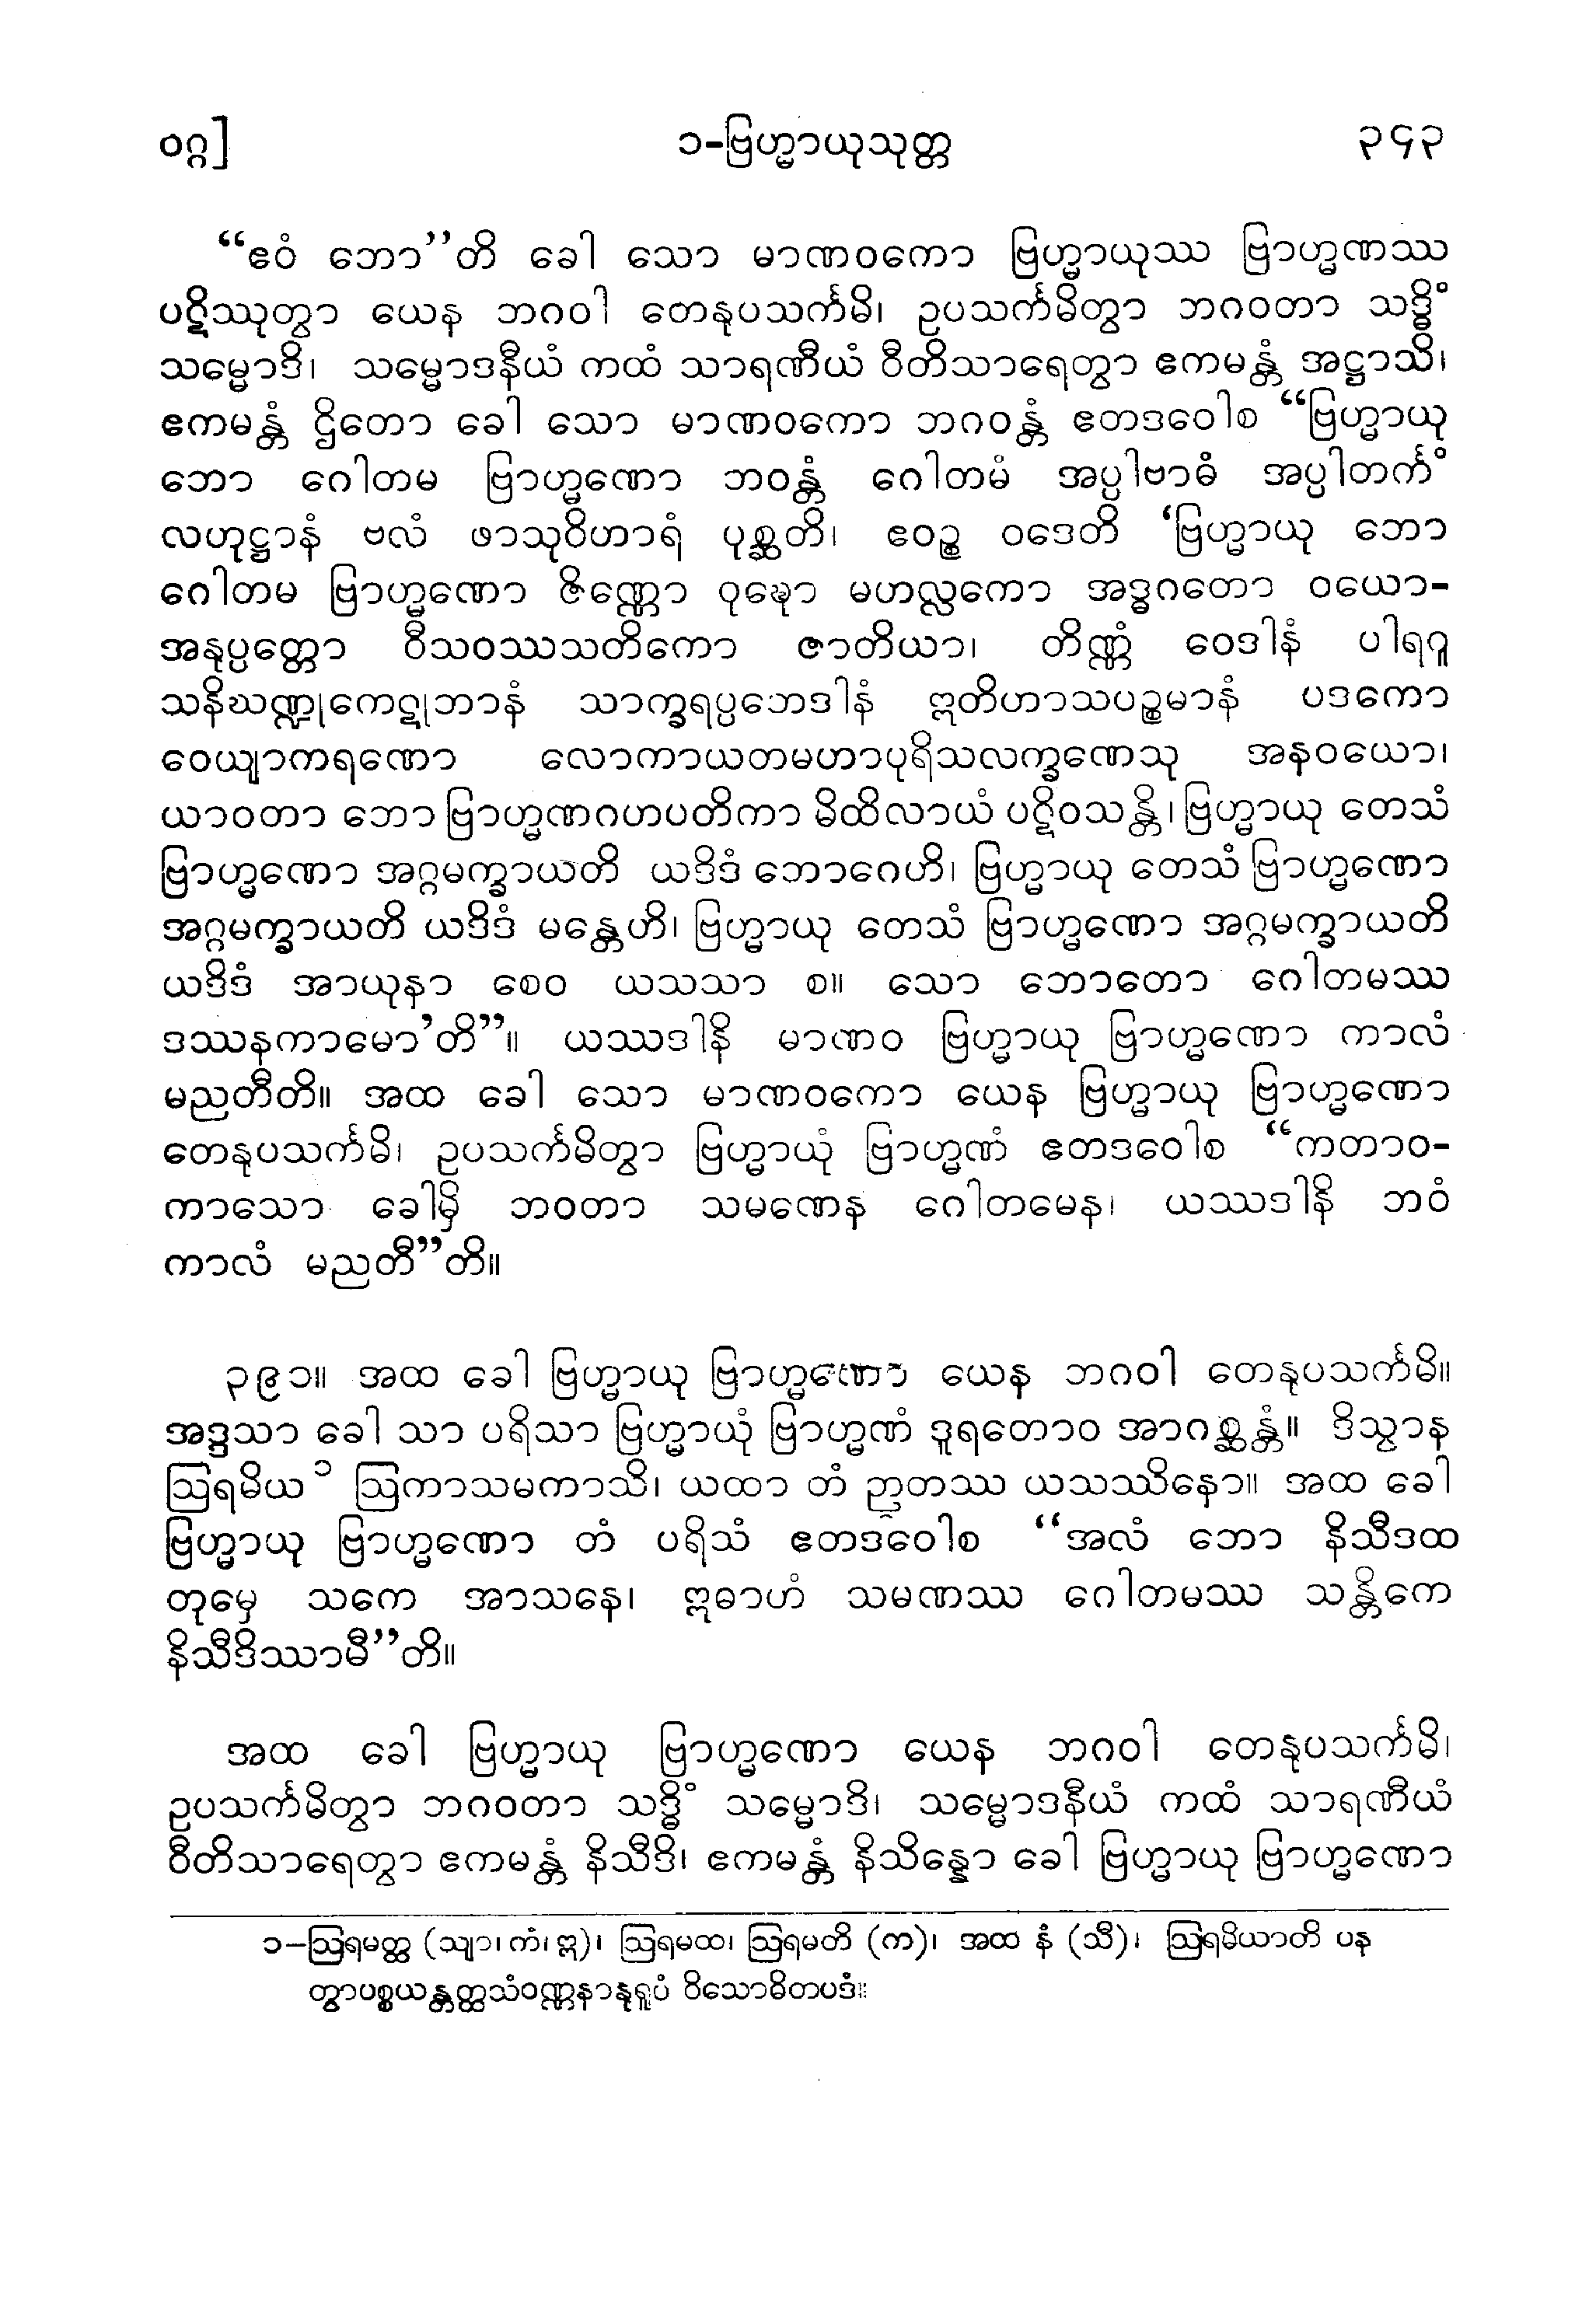 ဝဂ္ဂ] ၁-ဗြဟ္မာယုသုတ္တ ၃၄၃
“ဧဝံ ဘော”တိ ခေါ သော မာဏဝကော ဗြဟ္မာယုဿ ဗြာဟ္မဏဿ
ပဋိဿုတွာ ယေန ဘဂဝါ တေနုပသင်္ကမိ၊ ဥပသင်္ကမိတွာ ဘဂဝတာ သဒ္ဓိံ
သမ္မောဒိ၊ သမ္မောဒနီယံ ကထံ သာရဏီယံ ဝီတိသာရေတွာ ဧကမန္တံ အဋ္ဌာသိ၊
ဧကမန္တံ ဌိတော ခေါ သော မာဏဝကော ဘဂဝန္တံ ဧတဒဝေါစ “ဗြဟ္မာယု
ဘော ဂေါတမ ဗြာဟ္မဏော ဘဝန္တံ ဂေါတမံ အပ္ပါဗာဓံ အပ္ပါတင်္ကံ
လဟုဋ္ဌာနံ ဗလံ ဖာသုဝိဟာရံ ပုစ္ဆတိ၊ ဧဝဉ္စ ဝဒေတိ ‘ဗြဟ္မာယု ဘော
ဂေါတမ ဗြာဟ္မဏော ဇိဏ္ဏော ဝုဍ္ဎော မဟလ္လကော အဒ္ဓဂတော ဝယော-
အနုပ္ပတ္တော ဝီသဝဿသတိကော ဇာတိယာ၊ တိဏ္ဏံ ဝေဒါနံ ပါရဂူ
သနိဃဏ္ဍုကေဋုဘာနံ သာက္ခရပ္ပဘေဒါနံ ဣတိဟာသပဉ္စမာနံ ပဒကော
ဝေယျာကရဏော လောကာယတမဟာပုရိသလက္ခဏေသု အနဝယော၊
ယာဝတာ ဘော ဗြာဟ္မဏဂဟပတိကာ မိထိလာယံ ပဋိဝသန္တိ၊ ဗြဟ္မာယု တေသံ
ဗြာဟ္မဏော အဂ္ဂမက္ခာယတိ ယဒိဒံ ဘောဂေဟိ၊ ဗြဟ္မာယု တေသံ ဗြာဟ္မဏော
အဂ္ဂမက္ခာယတိ ယဒိဒံ မန္တေဟိ၊ ဗြဟ္မာယု တေသံ ဗြာဟ္မဏော အဂ္ဂမက္ခာယတိ
ယဒိဒံ အာယုနာ စေဝ ယသသာ စ။ သော ဘောတော ဂေါတမဿ
ဒဿနကာမော’တိ”။ ယဿဒါနိ မာဏဝ ဗြဟ္မာယု ဗြာဟ္မဏော ကာလံ
မညတီတိ။ အထ ခေါ သော မာဏဝကော ယေန ဗြဟ္မာယု ဗြာဟ္မဏော
တေနုပသင်္ကမိ၊ ဥပသင်္ကမိတွာ ဗြဟ္မာယုံ ဗြာဟ္မဏံ ဧတဒဝေါစ “ကတာဝ-
ကာသော ခေါမှိ ဘဝတာ သမဏေန ဂေါတမေန၊ ယဿဒါနိ ဘဝံ
ကာလံ မညတီ”တိ။
၃၉၁။ အထ ခေါ ဗြဟ္မာယု ဗြာဟ္မဏော ယေန ဘဂဝါ တေနုပသင်္ကမိ။
အဒ္ဒသာ ခေါ သာ ပရိသာ ဗြဟ္မာယုံ ဗြာဟ္မဏံ ဒူရတောဝ အာဂစ္ဆန္တံ။ ဒိသွာန
ဩရမိယ ၁ ဩကာသမကာသိ၊ ယထာ တံ ဉာတဿ ယသဿိနော။ အထ ခေါ
ဗြဟ္မာယု ဗြာဟ္မဏော တံ ပရိသံ ဧတဒဝေါစ “အလံ ဘော နိသီဒထ
တုမှေ သကေ အာသနေ၊ ဣဓာဟံ သမဏဿ ဂေါတမဿ သန္တိကေ
နိသီဒိဿာမီ”တိ။
အထ ခေါ ဗြဟ္မာယု ဗြာဟ္မဏော ယေန ဘဂဝါ တေနုပသင်္ကမိ၊
ဥပသင်္ကမိတွာ ဘဂဝတာ သဒ္ဓိံ သမ္မောဒိ၊ သမ္မောဒနီယံ ကထံ သာရဏီယံ
ဝီတိသာရေတွာ ဧကမန္တံ နိသီဒိ၊ ဧကမန္တံ နိသိန္နော ခေါ ဗြဟ္မာယု ဗြာဟ္မဏော
၁-ဩရမတ္ထ (သျာ၊ ကံ၊ ဣ)၊ ဩရမထ၊ ဩရမတိ (က)၊ အထ နံ (သီ)၊ ဩရမိယာတိ ပန
တွာပစ္စယန္တတ္ထသံဝဏ္ဏနာနုရူပံ ဝိသောဓိတပဒံ။